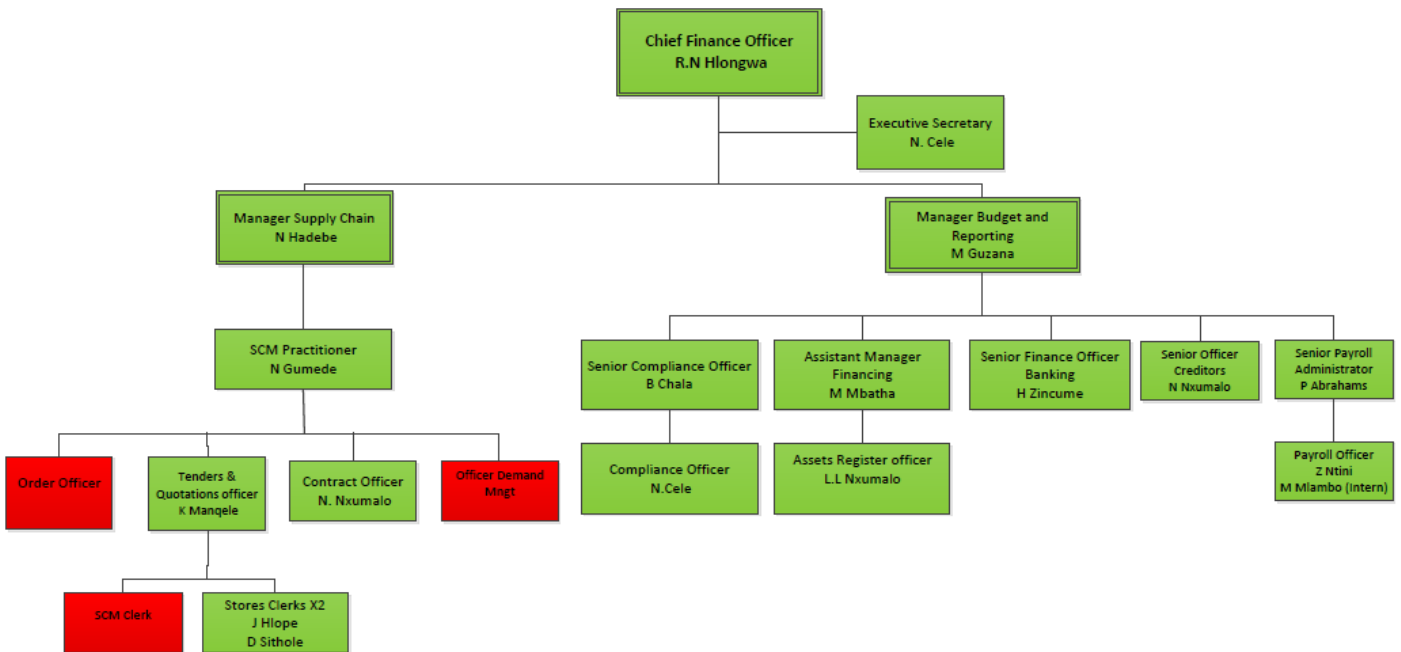 Chief Finance Officer
R.N Hlongwa
Executive Secretary
N. Cele
Manager Supply Chain
N Hadebe
Manager Budget and
Reporting
M Guzana
SCM Practitioner
N Gumede
Senior Compliance Officer
B Chala
Assistant Manager
Financing
M Mbatha
Senior Finance Officer
Banking
H Zincume
Senior Officer
Creditors
N Nxumalo
Senior Payroll
Administrator
P Abrahams
Order Officer
Tenders &
Quotations officer
K Manqele
Contract Officer
N. Nxumalo
Officer Demand
Mngt
Compliance Officer
N.Cele
Assets Register officer
L.L Nxumalo
Payroll Officer
Z Ntini
M Mlambo (Intern)
SCM Clerk
Stores Clerks X2
J Hlope
D Sithole